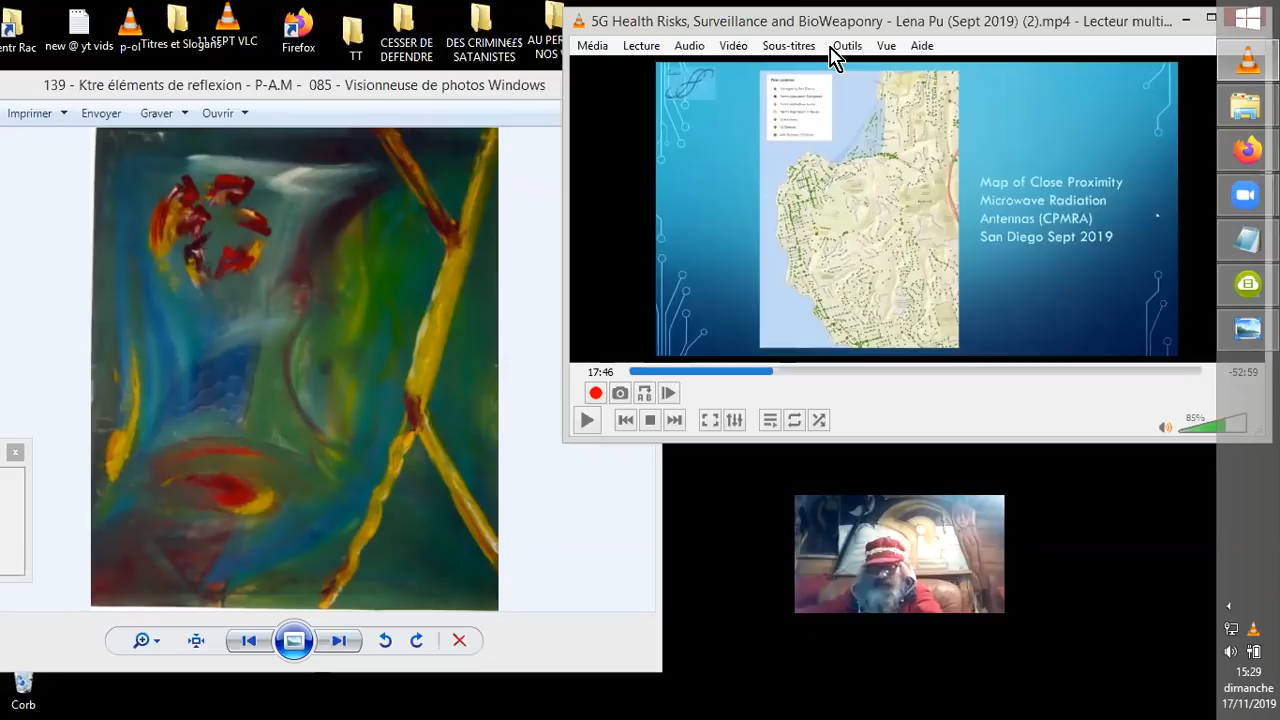 ntr Rac
new @ yt vids
p-ol
Titres et Slogans
11 SEPT VLC
Firefox
TT
CESSER DE
DEFENDRE
DES CRIMINEES
SATANISTES
AU PER
NOS V
5G Health Risks, Surveillance and BioWeaponry - Lena Pu (Sept 2019) (2).mp4 - Lecteur multi...
Média Lecture Audio Vidéo Sous-titres Outils Vue Aide
139 - Ktre éléments de reflexion - P-A-M - 085 - Visionneuse de photos Windows
Imprimer Graver Ouvrir
Map of Close Proximity
Microwave Radiation
Antennas (CPMRA)
San Diego Sept 2019
17:46
-52:59
85%
15:29
dimanche
17/11/2019
Corb